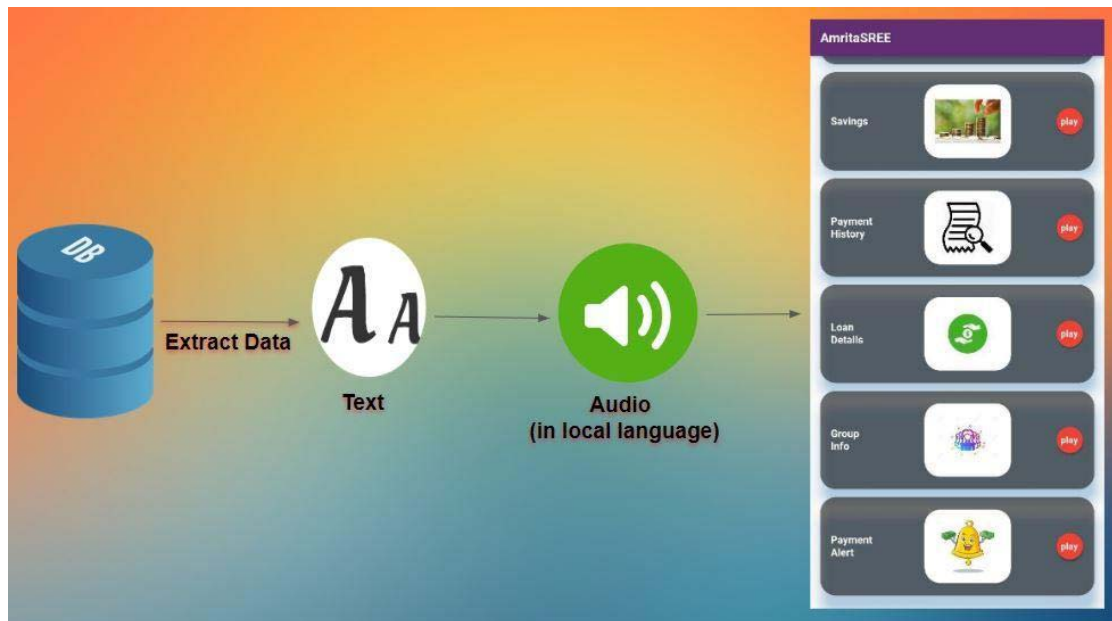 DB
Extract Data
A A
Text
Audio
(in local language)
AmritaSREE
Savings
play
Payment
History
play
Loan
Details
play
Group
Info
play
Payment
Alert
play